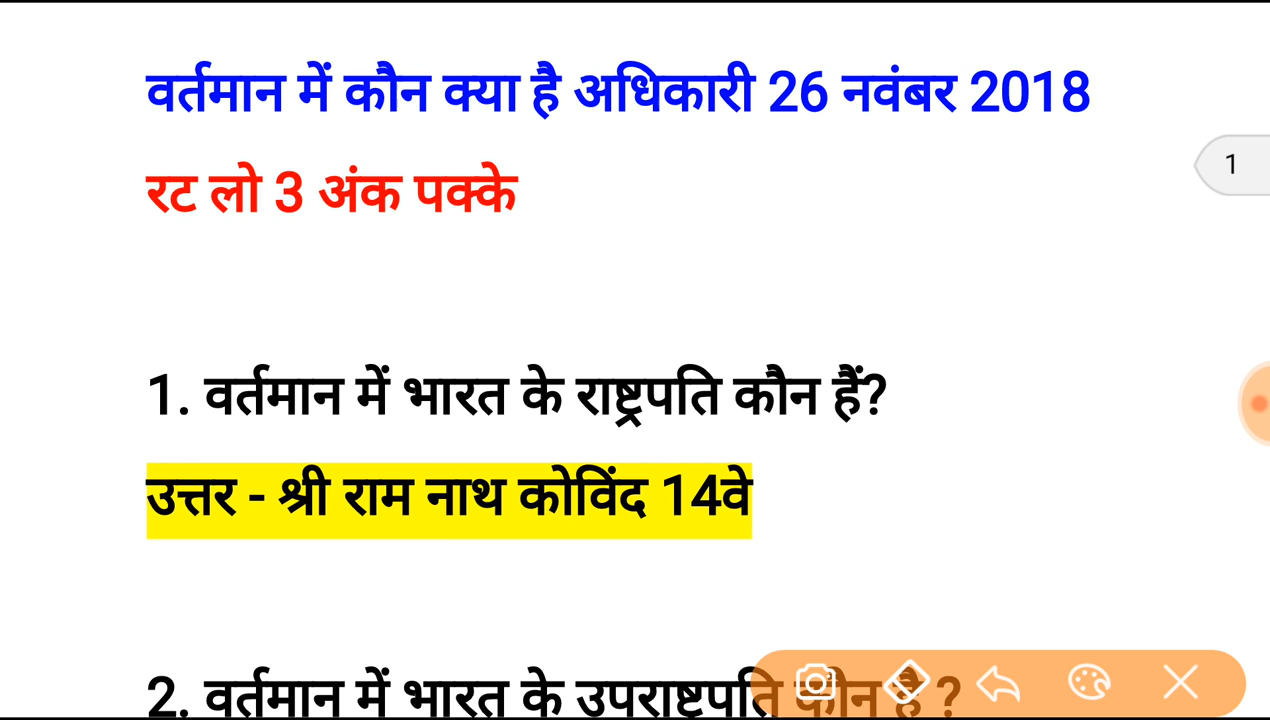 वर्तमान में कौन क्या है अधिकारी 26 नवंबर 2018
1
रट लो 3 अंक पक्के
1. वर्तमान में भारत के राष्ट्रपति कौन हैं?
उत्तर - श्री राम नाथ कोविंद 14वे
2. वर्तमान में भारत के उपराष्ट्रपति कौन है ?